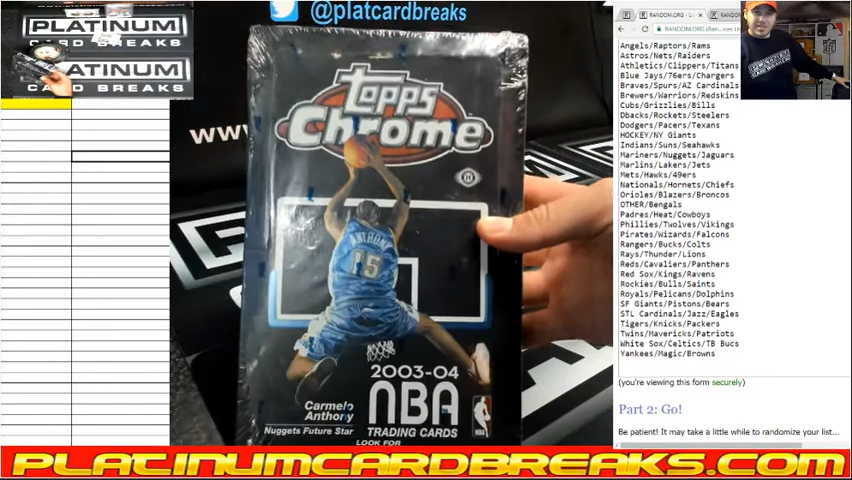 PLATINUM
CARD BREAKS
PLATINUM
CARD BREAKS
@platcardbreaks
www
topps
Chrome
ANTHONY
15
2003-04
NBA
TRADING CARDS
LOOK FOR
Carmelo
Anthony
Nuggets Future Star
NBA
RANDOM.ORG - Li
RANDOM.ORG
Angels/Raptors/Rams
Astros/Nets/Raiders
Athletics/Clippers/Titans
Blue Jays/76ers/Chargers
Braves/Spurs/AZ Cardinals
Brewers/Warriors/Redskins
Cubs/Grizzlies/Bills
Dbacks/Rockets/Steelers
Dodgers/Pacers/Texans
HOCKEY/NY Giants
Indians/Suns/Seahawks
Mariners/Nuggets/Jaguars
Marlins/Lakers/Jets
Mets/Hawks/49ers
Nationals/Hornets/Chiefs
Orioles/Blazers/Broncos
OTHER/Bengals
Padres/Heat/Cowboys
Phillies/Twolves/Vikings
Pirates/Wizards/Falcons
Rangers/Bucks/Colts
Rays/Thunder/Lions
Reds/Cavaliers/Panthers
Red Sox/Kings/Ravens
Rockies/Bulls/Saints
Royals/Pelicans/Dolphins
SF Giants/Pistons/Bears
STL Cardinals/Jazz/Eagles
Tigers/Knicks/Packers
Twins/Mavericks/Patriots
White Sox/Celtics/TB Bucs
Yankees/Magic/Browns
(you're viewing this form securely)
Part 2: Go!
Be patient! It may take a little while to randomize your list...
PLATINUMCARDBREAKS.COM